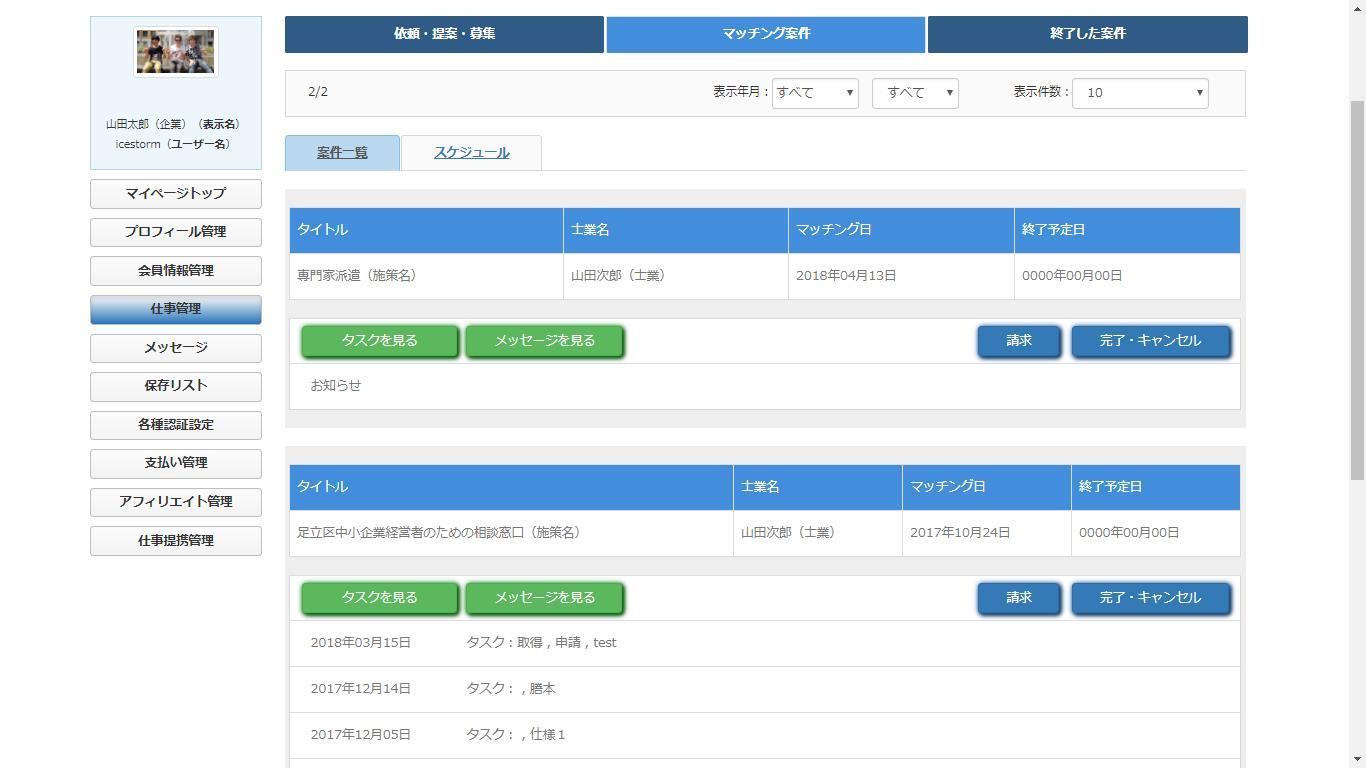 山田太郎（企業）（表示名）
icestorm（ユーザー名）
マイページトップ
プロフィール管理
会員情報管理
仕事管理
メッセージ
保存リスト
各種認証設定
支払い管理
アフィリエイト管理
仕事提携管理
依頼・提案・募集 マッチング案件 終了した案件
2/2 表示年月：すべて すべて 表示件数：10
案件一覧 スケジュール
タイトル 士業名 マッチング日 終了予定日
専門家派遣（施策名） 山田次郎（士業） 2018年04月13日 0000年00月00日
タスクを見る メッセージを見る 請求 完了・キャンセル
お知らせ
タイトル 士業名 マッチング日 終了予定日
足立区中小企業経営者のための相談窓口（施策名） 山田次郎（士業） 2017年10月24日 0000年00月00日
タスクを見る メッセージを見る 請求 完了・キャンセル
2018年03月15日 タスク：取得 , 申請 , test
2017年12月14日 タスク： , 謄本
2017年12月05日 タスク： , 仕様１